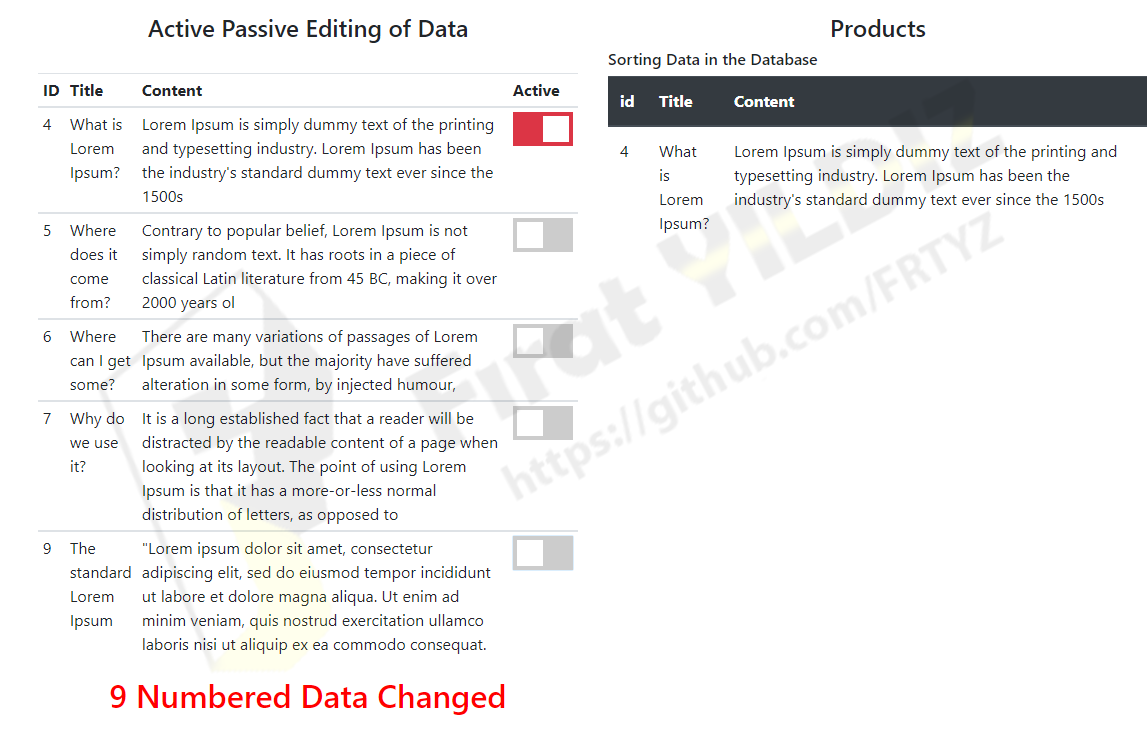 Active Passive Editing of Data
ID Title Content Active
4 What is Lorem Ipsum is simply dummy text of the printing
Lorem and typesetting industry. Lorem Ipsum has been
Ipsum? the industry's standard dummy text ever since the
1500s
5 Where Contrary to popular belief, Lorem Ipsum is not
does it simply random text. It has roots in a piece of
come classical Latin literature from 45 BC, making it over
from? 2000 years ol
6 Where There are many variations of passages of Lorem
can I get Ipsum available, but the majority have suffered
some? alteration in some form, by injected humour,
7 Why do It is a long established fact that a reader will be
we use distracted by the readable content of a page when
it? looking at its layout. The point of using Lorem
Ipsum is that it has a more-or-less normal
distribution of letters, as opposed to
9 The "Lorem ipsum dolor sit amet, consectetur
standard adipiscing elit, sed do eiusmod tempor incididunt
Lorem ut labore et dolore magna aliqua. Ut enim ad
Ipsum minim veniam, quis nostrud exercitation ullamco
laboris nisi ut aliquip ex ea commodo consequat.
9 Numbered Data Changed
Products
Sorting Data in the Database
id Title Content
4 What Lorem Ipsum is simply dummy text of the printing and
is typesetting industry. Lorem Ipsum has been the
Lorem industry's standard dummy text ever since the 1500s
Ipsum?
Fırat YILDIZ
https://github.com/FRTYZ